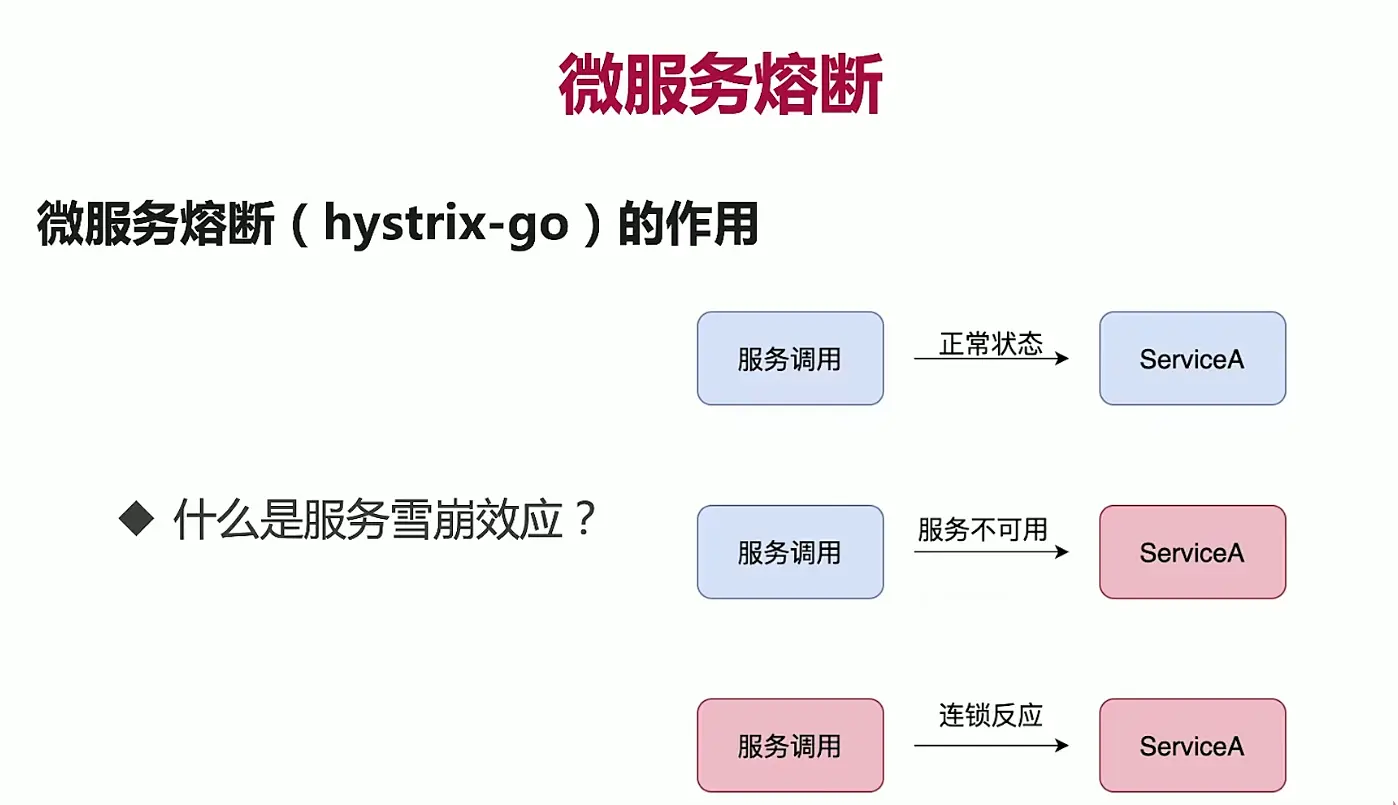 微服务熔断
微服务熔断（hystrix-go）的作用
服务调用
正常状态
ServiceA
◆ 什么是服务雪崩效应？
服务调用
服务不可用
ServiceA
服务调用
连锁反应
ServiceA